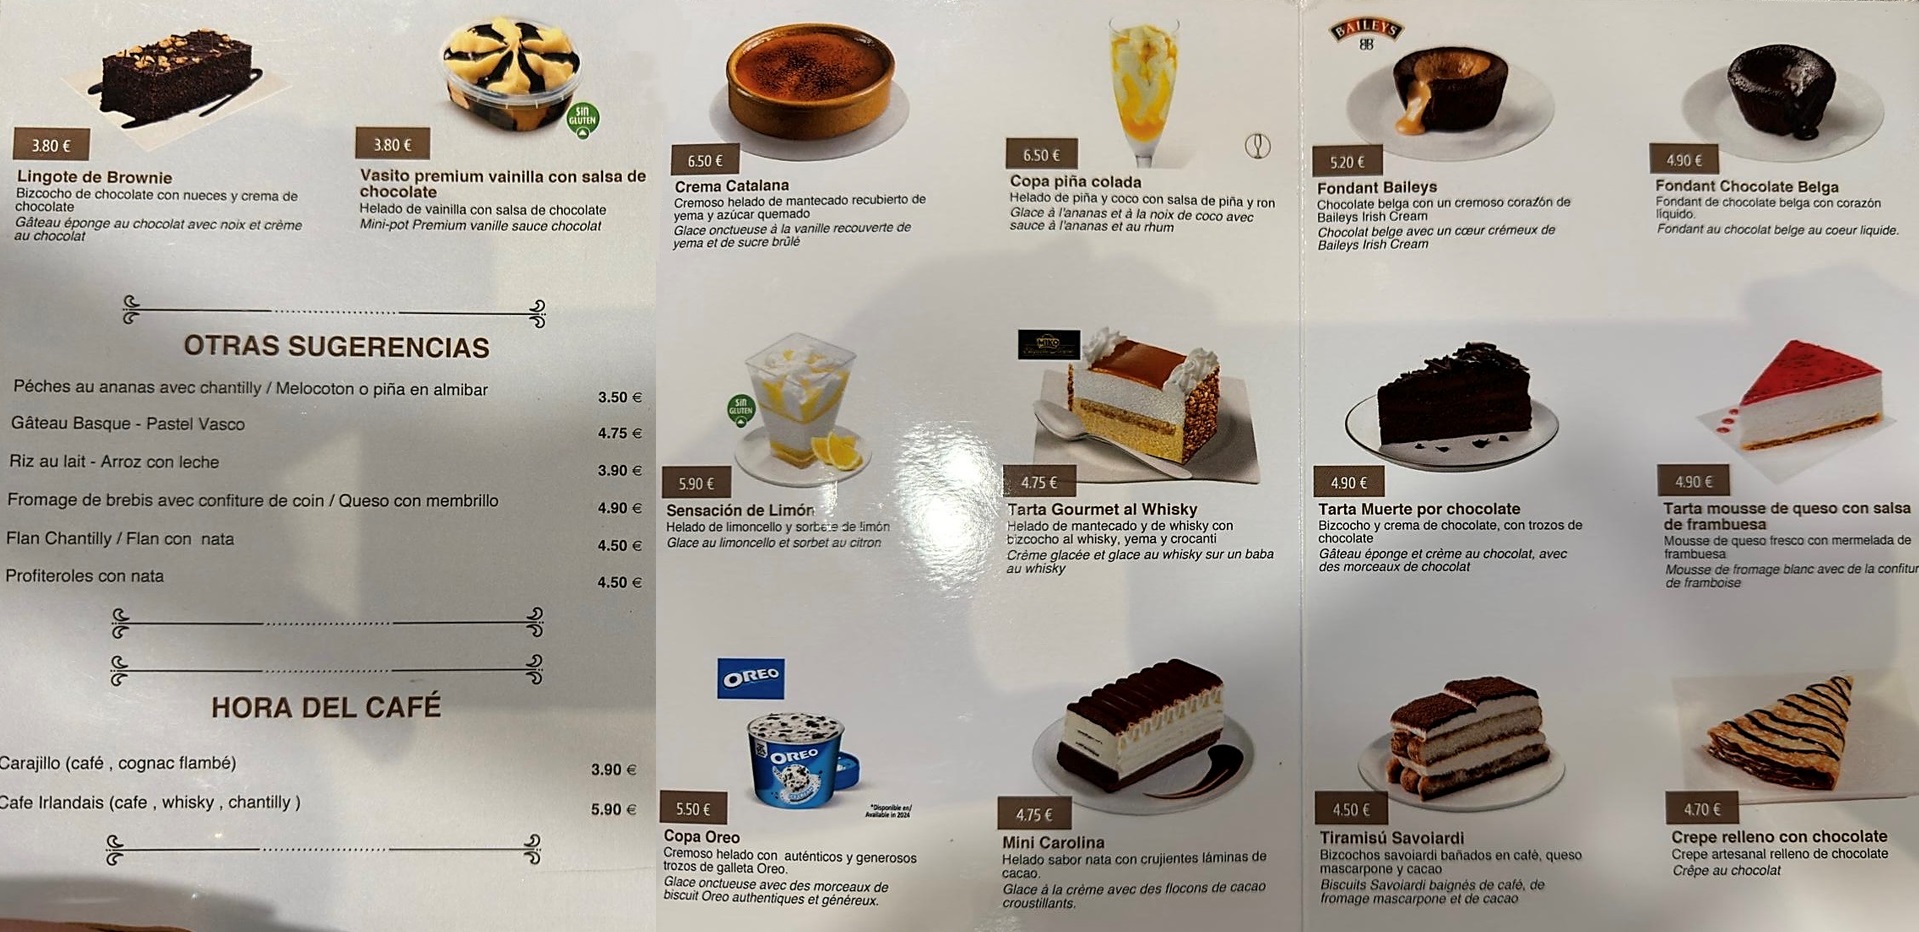 3.80 €
Lingote de Brownie
Bizcocho de chocolate con nueces y crema de
chocolate
Gâteau éponge au chocolat avec noix et crème
au chocolat
SIN
GLUTEN
3.80 €
Vasito premium vainilla con salsa de
chocolate
Helado de vainilla con salsa de chocolate
Mini-pot Premium vanille sauce chocolat
OTRAS SUGERENCIAS
Péches au ananas avec chantilly / Melocoton o piña en almibar 3.50 €
Gâteau Basque - Pastel Vasco 4.75 €
Riz au lait - Arroz con leche 3.90 €
Fromage de brebis avec confiture de coin / Queso con membrillo 4.90 €
Flan Chantilly / Flan con nata 4.50 €
Profiteroles con nata 4.50 €
HORA DEL CAFÉ
Carajillo (café , cognac flambé) 3.90 €
Cafe Irlandais (cafe , whisky , chantilly ) 5.90 €
6.50 €
Crema Catalana
Cremoso helado de mantecado recubierto de
yema y azúcar quemado
Glace onctueuse à la vanille recouverte de
yema et de sucre brûlé
6.50 €
Copa piña colada
Helado de piña y coco con salsa de piña y ron
Glace à l'ananas et à la noix de coco avec
sauce à l'ananas et au rhum
SIN
GLUTEN
5.90 €
Sensación de Limón
Helado de limoncello y sorbete de limón
Glace au limoncello et sorbet au citron
MIKO
4.75 €
Tarta Gourmet al Whisky
Helado de mantecado y de whisky con
bizcocho al whisky, yema y crocanti
Crème glacée et glace au whisky sur un baba
au whisky
OREO
OREO
*Disponible en/
Available in 2024
5.50 €
Copa Oreo
Cremoso helado con auténticos y generosos
trozos de galleta Oreo.
Glace onctueuse avec des morceaux de
biscuit Oreo authentiques et généreux.
4.75 €
Mini Carolina
Helado sabor nata con crujientes láminas de
cacao.
Glace à la crème avec des flocons de cacao
croustillants.
BAILEYS
5.20 €
Fondant Baileys
Chocolate belga con un cremoso corazón de
Baileys Irish Cream
Chocolat belge avec un cœur crémeux de
Baileys Irish Cream
4.90 €
Fondant Chocolate Belga
Fondant de chocolate belga con corazón
líquido.
Fondant au chocolat belge au coeur liquide.
4.90 €
Tarta Muerte por chocolate
Bizcocho y crema de chocolate, con trozos de
chocolate
Gâteau éponge et crème au chocolat, avec
des morceaux de chocolat
4.90 €
Tarta mousse de queso con salsa
de frambuesa
Mousse de queso fresco con mermelada de
frambuesa
Mousse de fromage blanc avec de la confitur
de framboise
4.50 €
Tiramisú Savoiardi
Bizcochos savoiardi bañados en café, queso
mascarpone y cacao
Biscuits Savoiardi baignés de café, de
fromage mascarpone et de cacao
4.70 €
Crepe relleno con chocolate
Crepe artesanal relleno de chocolate
Crêpe au chocolat